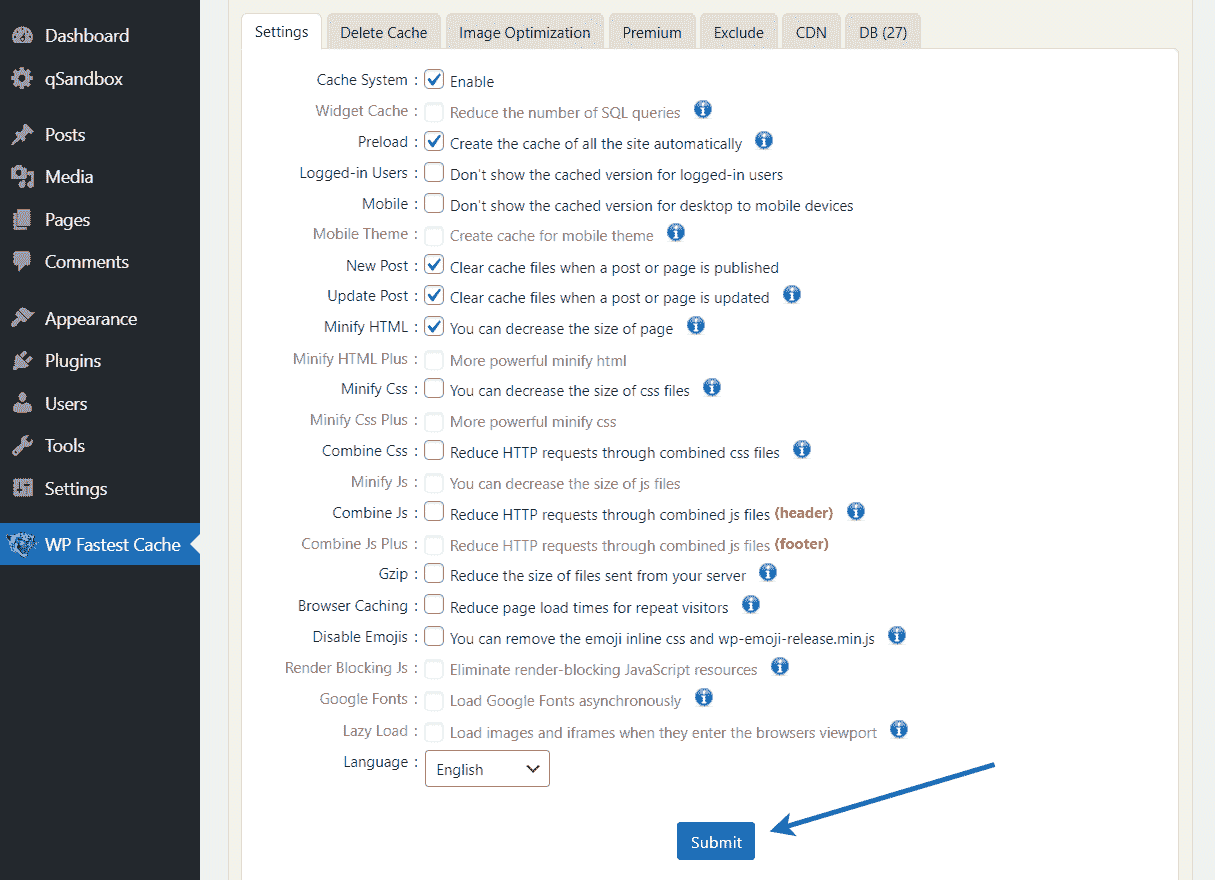 Dashboard
qSandbox
Posts
Media
Pages
Comments
Appearance
Plugins
Users
Tools
Settings
WP Fastest Cache
Settings Delete Cache Image Optimization Premium Exclude CDN DB (27)
Cache System : Enable
Widget Cache : Reduce the number of SQL queries
Preload : Create the cache of all the site automatically
Logged-in Users : Don't show the cached version for logged-in users
Mobile : Don't show the cached version for desktop to mobile devices
Mobile Theme : Create cache for mobile theme
New Post : Clear cache files when a post or page is published
Update Post : Clear cache files when a post or page is updated
Minify HTML : You can decrease the size of page
Minify HTML Plus : More powerful minify html
Minify Css : You can decrease the size of css files
Minify Css Plus : More powerful minify css
Combine Css : Reduce HTTP requests through combined css files
Minify Js : You can decrease the size of js files
Combine Js : Reduce HTTP requests through combined js files (header)
Combine Js Plus : Reduce HTTP requests through combined js files (footer)
Gzip : Reduce the size of files sent from your server
Browser Caching : Reduce page load times for repeat visitors
Disable Emojis : You can remove the emoji inline css and wp-emoji-release.min.js
Render Blocking Js : Eliminate render-blocking JavaScript resources
Google Fonts : Load Google Fonts asynchronously
Lazy Load : Load images and iframes when they enter the browsers viewport
Language : English
Submit